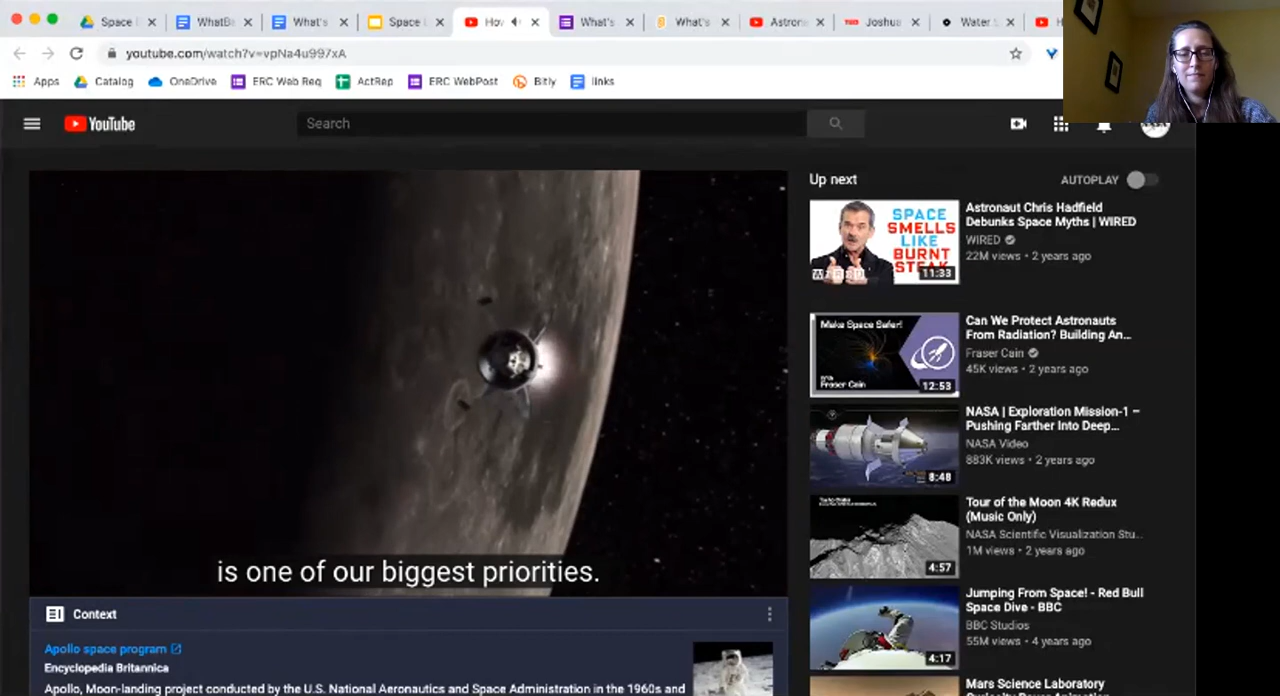 Space
WhatB
What's
Space
How
What's
What's
Astron
Joshua
Water
youtube.com/watch?v=vpNa4u997xA
Apps
Catalog
OneDrive
ERC Web Req
ActRep
ERC WebPost
Bitly
links
YouTube
Search
Up next
AUTOPLAY
SPACE
SMELLS
LIKE
BURNT
STEAK
WIRED
11:33
Astronaut Chris Hadfield
Debunks Space Myths | WIRED
WIRED
22M views • 2 years ago
Make Space Safer!
Fraser Cain
12:53
Can We Protect Astronauts
From Radiation? Building An...
Fraser Cain
45K views • 2 years ago
8:48
NASA | Exploration Mission-1 –
Pushing Farther Into Deep...
NASA Video
883K views • 2 years ago
4:57
Tour of the Moon 4K Redux
(Music Only)
NASA Scientific Visualization Stu...
1M views • 2 years ago
4:17
Jumping From Space! - Red Bull
Space Dive - BBC
BBC Studios
55M views • 4 years ago
Mars Science Laboratory
is one of our biggest priorities.
Context
Apollo space program
Encyclopedia Britannica
Apollo, Moon-landing project conducted by the U.S. National Aeronautics and Space Administration in the 1960s and